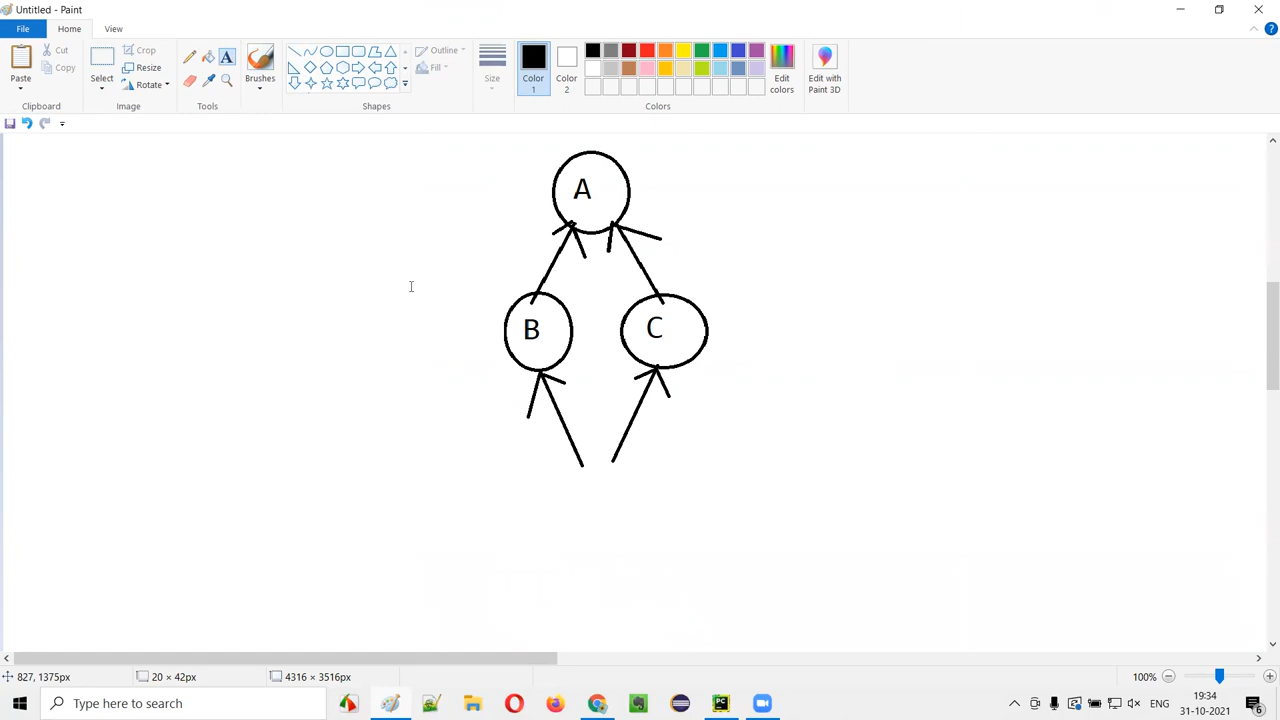 Untitled - Paint
File Home View
Paste
Cut
Copy
Clipboard
Select
Crop
Resize
Rotate
Image
Tools
Brushes
Outline
Fill
Shapes
Size
Color 1
Color 2
Edit colors
Colors
Edit with Paint 3D
A
B
C
827, 1375px
20 × 42px
4316 × 3516px
100%
Type here to search
PC
ENG
19:34
31-10-2021
6